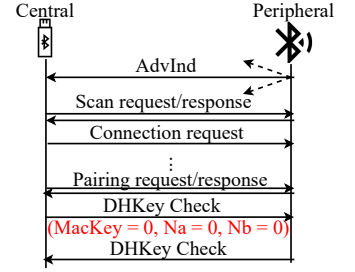 Central Peripheral
AdvInd
Scan request/response
Connection request
⋮
Pairing request/response
DHKey Check
(MacKey = 0, Na = 0, Nb = 0)
DHKey Check